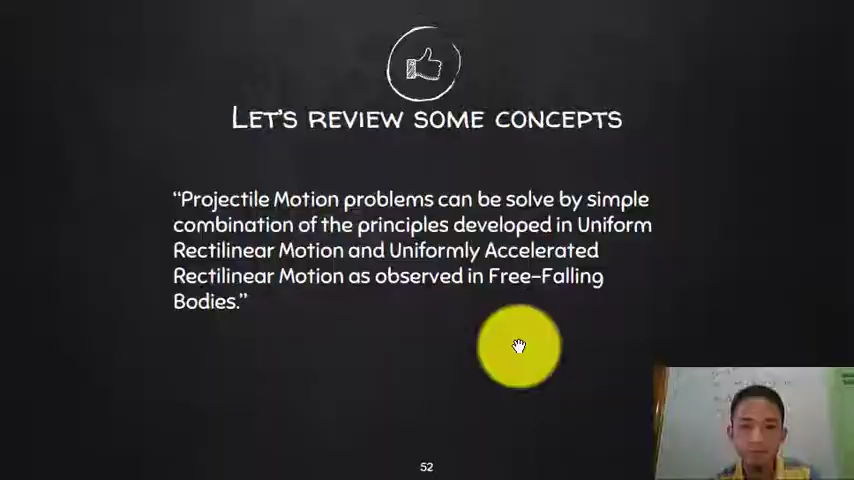 LET'S REVIEW SOME CONCEPTS
“Projectile Motion problems can be solve by simple
combination of the principles developed in Uniform
Rectilinear Motion and Uniformly Accelerated
Rectilinear Motion as observed in Free-Falling
Bodies.”
52